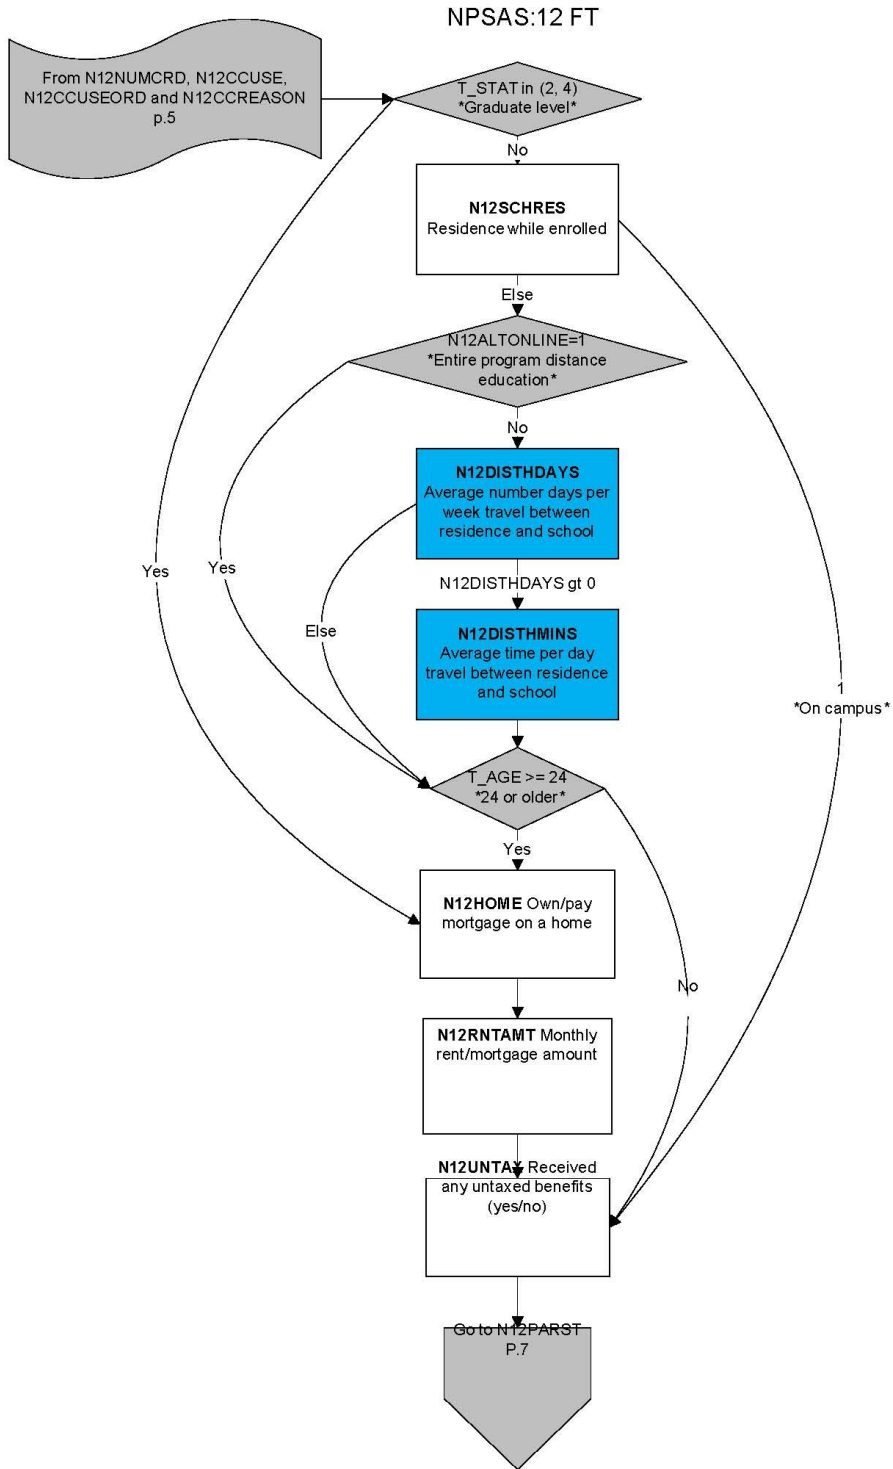 NPSAS:12 FT
From N12NUMCRD, N12CCUSE,
N12CCUSEORD and N12CCREASON
p.5
T_STAT in (2, 4)
*Graduate level*
No
N12SCHRES
Residence while enrolled
Else
N12ALTONLINE=1
*Entire program distance
education*
No
N12DISTHDAYS
Average number days per
week travel between
residence and school
Yes
Yes
N12DISTHDAYS gt 0
Else
N12DISTHMINS
Average time per day
travel between residence
and school
1
*On campus*
T_AGE >= 24
*24 or older*
Yes
N12HOME Own/pay
mortgage on a home
No
N12RNTAMT Monthly
rent/mortgage amount
N12UNTAX Received
any untaxed benefits
(yes/no)
Go to N12PARST
P.7